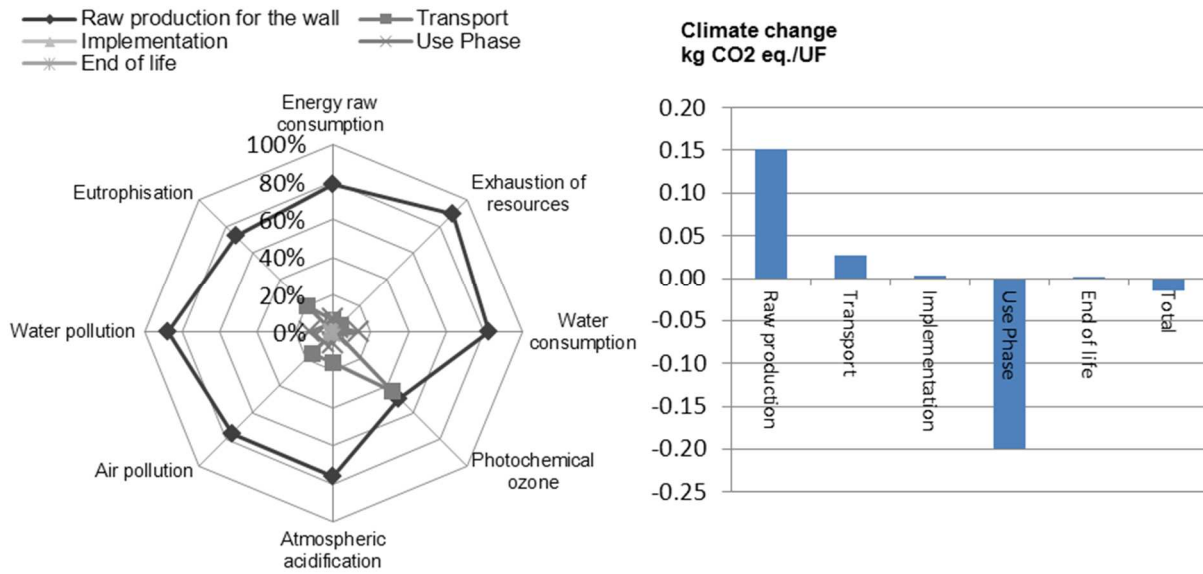 Raw production for the wall
Transport
Implementation
Use Phase
End of life
Energy raw
consumption
100%
80%
60%
40%
20%
0%
Exhaustion of
resources
Water
consumption
Photochemical
ozone
Atmospheric
acidification
Air pollution
Water pollution
Eutrophisation
Climate change
kg CO2 eq./UF
0.20
0.15
0.10
0.05
0.00
-0.05
-0.10
-0.15
-0.20
-0.25
Raw production
Transport
Implementation
Use Phase
End of life
Total